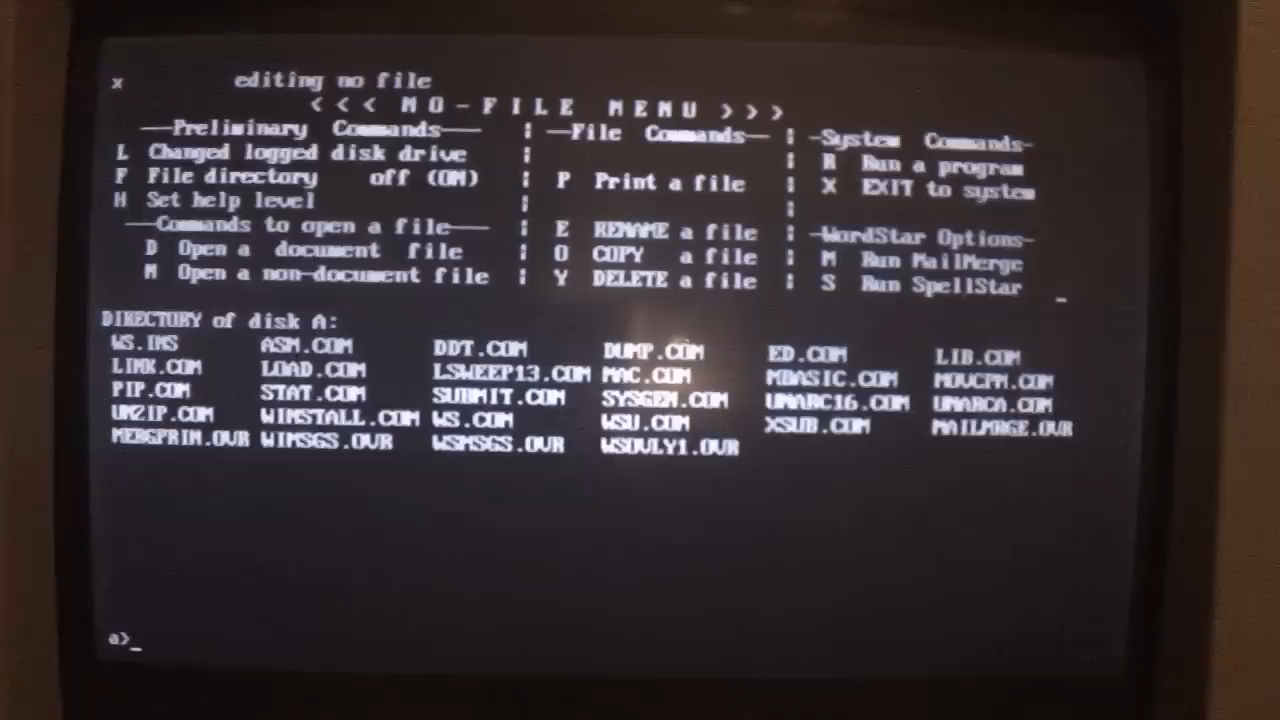 x editing no file
< < < N O - F I L E M E N U > > >
---Preliminary Commands--- | --File Commands-- | -System Commands-
L Changed logged disk drive | | R Run a program
F File directory off (ON) | P Print a file | X EXIT to system
H Set help level | |
---Commands to open a file--- | E RENAME a file | -WordStar Options-
D Open a document file | O COPY a file | M Run MailMerge
N Open a non-document file | Y DELETE a file | S Run SpellStar
DIRECTORY of disk A:
WS.INS ASM.COM DDT.COM DUMP.COM ED.COM LIB.COM
LINK.COM LOAD.COM LSWEEP13.COM MAC.COM MBASIC.COM MOVCPM.COM
PIP.COM STAT.COM SUBMIT.COM SYSGEN.COM UNARC16.COM UNARCA.COM
UNZIP.COM WINSTALL.COM WS.COM WSU.COM XSUB.COM MAILMRGE.OVR
MERGPRIN.OVR WINSGS.OVR WSMSGS.OVR WSOVLY1.OVR
a>_